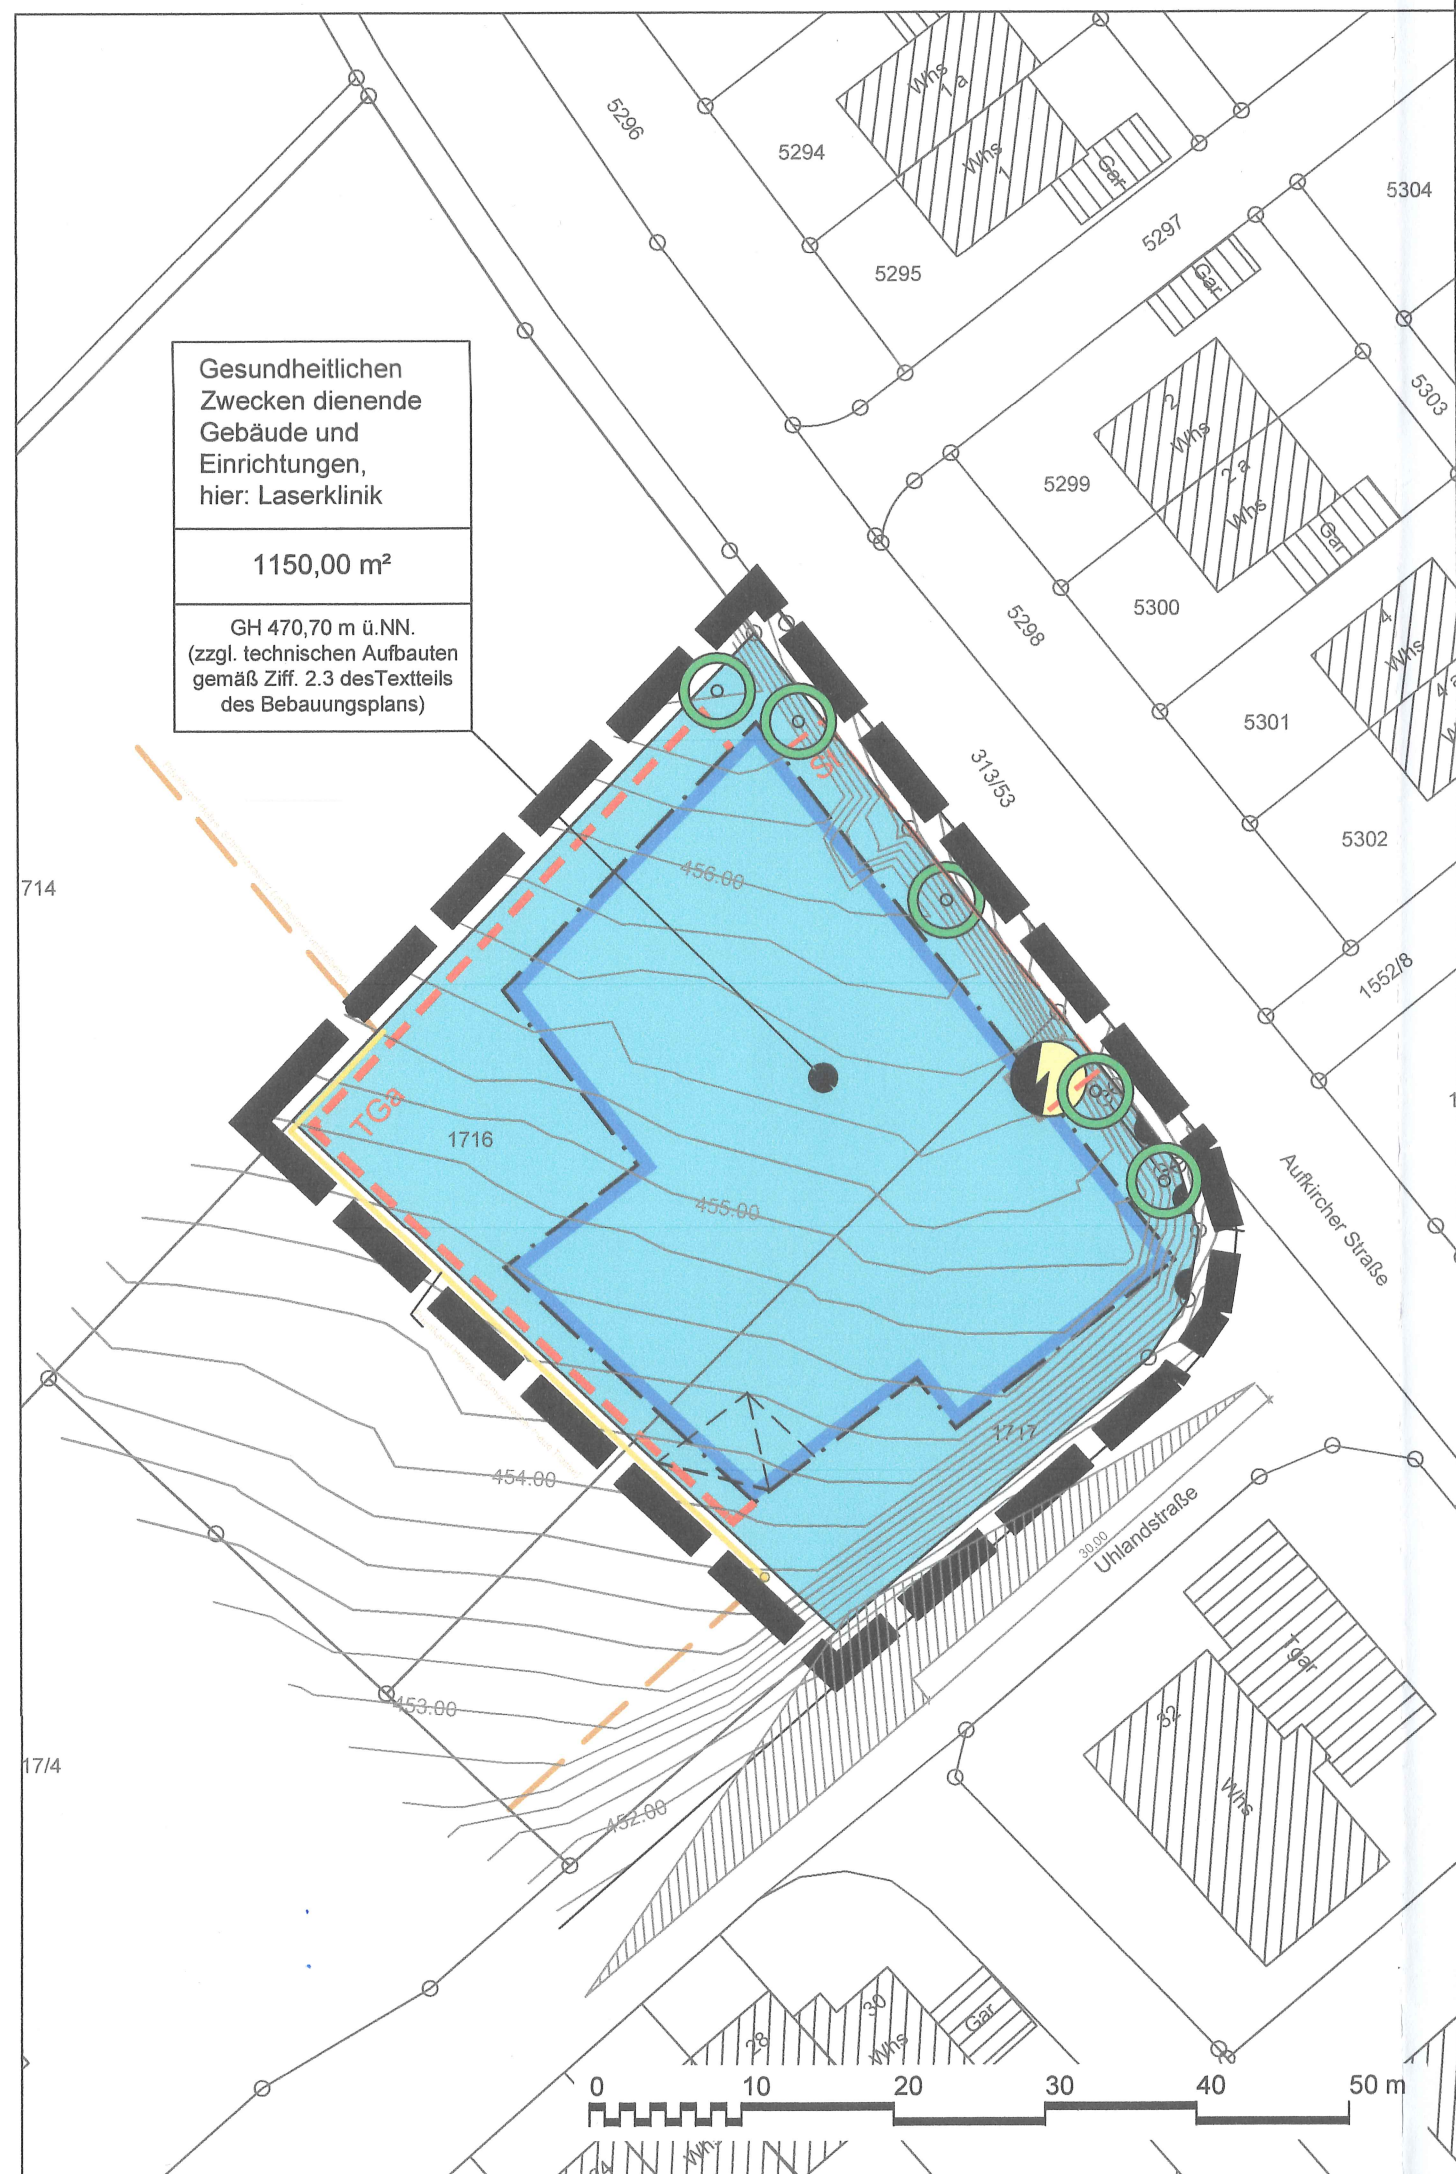 5296
5294
Whs
1 a
Whs
1
Gar
5304
5297
5295
Gar
Gesundheitlichen
Zwecken dienende
Gebäude und
Einrichtungen,
hier: Laserklinik
1150,00 m²
GH 470,70 m ü.NN.
(zzgl. technischen Aufbauten
gemäß Ziff. 2.3 desTextteils
des Bebauungsplans)
5303
2
Whs
2 a
Whs
Gar
5299
5300
5298
4
Whs
4 a
5301
313/53
5302
St
714
456.00
1552/8
TGa
1716
455.00
Aufkircher Straße
1717
454.00
30.00
Uhlandstraße
Tgar
32
Whs
453.00
17/4
452.00
30
Whs
28
Gar
0 10 20 30 40 50 m
Whs
24